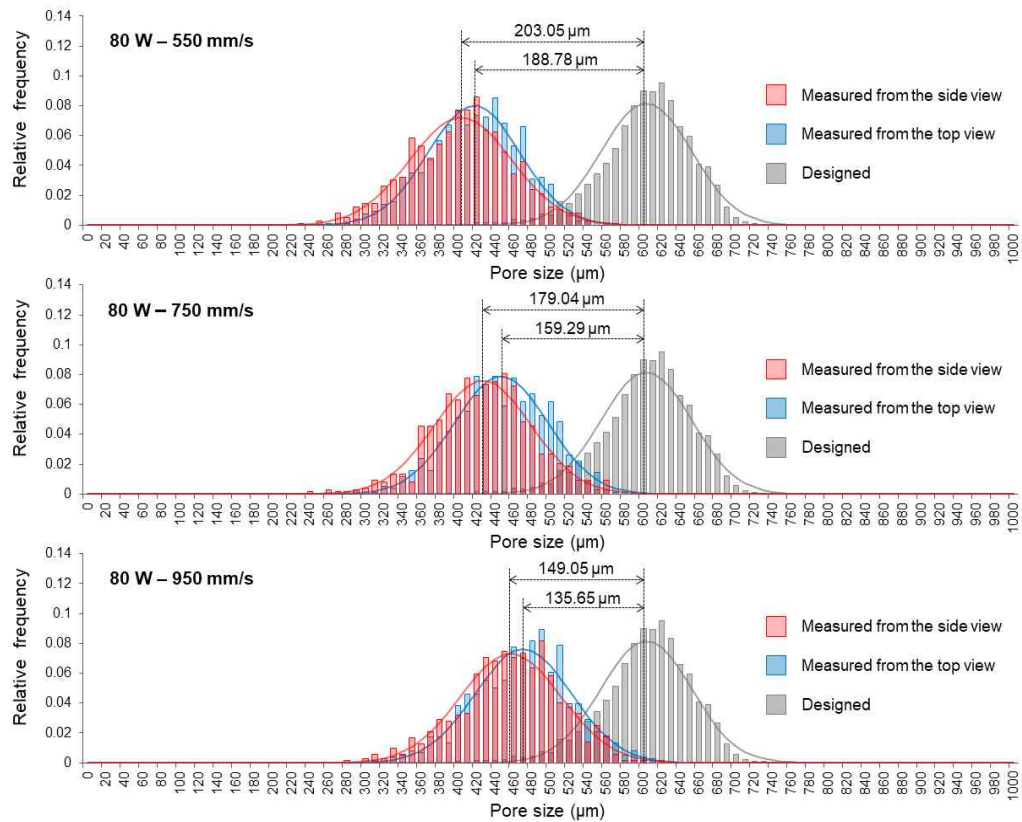 0.14
0.12
0.1
0.08
0.06
0.04
0.02
0
Relative frequency
80 W – 550 mm/s
203.05 µm
188.78 µm
Measured from the side view
Measured from the top view
Designed
0 20 40 60 80 100 120 140 160 180 200 220 240 260 280 300 320 340 360 380 400 420 440 460 480 500 520 540 560 580 600 620 640 660 680 700 720 740 760 780 800 820 840 860 880 900 920 940 960 980 1000
Pore size (µm)
0.14
0.12
0.1
0.08
0.06
0.04
0.02
0
Relative frequency
80 W – 750 mm/s
179.04 µm
159.29 µm
Measured from the side view
Measured from the top view
Designed
0 20 40 60 80 100 120 140 160 180 200 220 240 260 280 300 320 340 360 380 400 420 440 460 480 500 520 540 560 580 600 620 640 660 680 700 720 740 760 780 800 820 840 860 880 900 920 940 960 980 1000
Pore size (µm)
0.14
0.12
0.1
0.08
0.06
0.04
0.02
0
Relative frequency
80 W – 950 mm/s
149.05 µm
135.65 µm
Measured from the side view
Measured from the top view
Designed
0 20 40 60 80 100 120 140 160 180 200 220 240 260 280 300 320 340 360 380 400 420 440 460 480 500 520 540 560 580 600 620 640 660 680 700 720 740 760 780 800 820 840 860 880 900 920 940 960 980 1000
Pore size (µm)